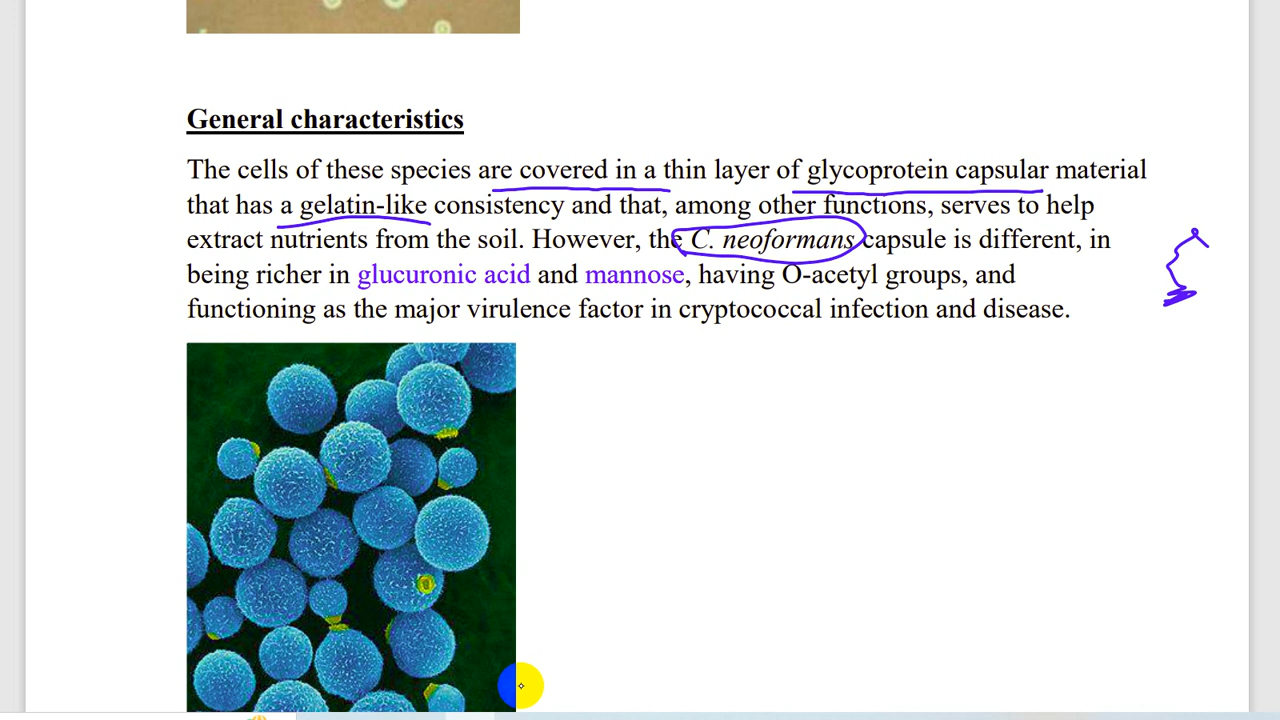 General characteristics
The cells of these species are covered in a thin layer of glycoprotein capsular material
that has a gelatin-like consistency and that, among other functions, serves to help
extract nutrients from the soil. However, the C. neoformans capsule is different, in
being richer in glucuronic acid and mannose, having O-acetyl groups, and
functioning as the major virulence factor in cryptococcal infection and disease.